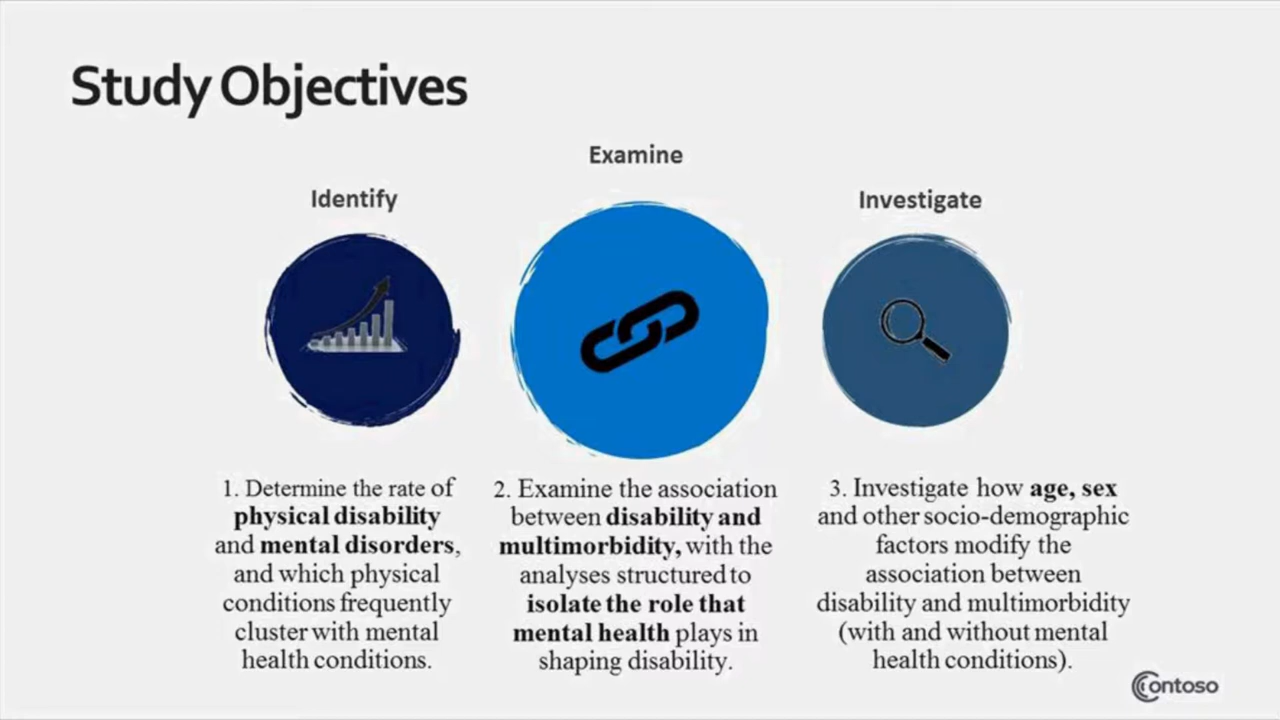 Study Objectives
Examine
Identify
Investigate
1. Determine the rate of
physical disability
and mental disorders,
and which physical
conditions frequently
cluster with mental
health conditions.
2. Examine the association
between disability and
multimorbidity, with the
analyses structured to
isolate the role that
mental health plays in
shaping disability.
3. Investigate how age, sex
and other socio-demographic
factors modify the
association between
disability and multimorbidity
(with and without mental
health conditions).
Contoso